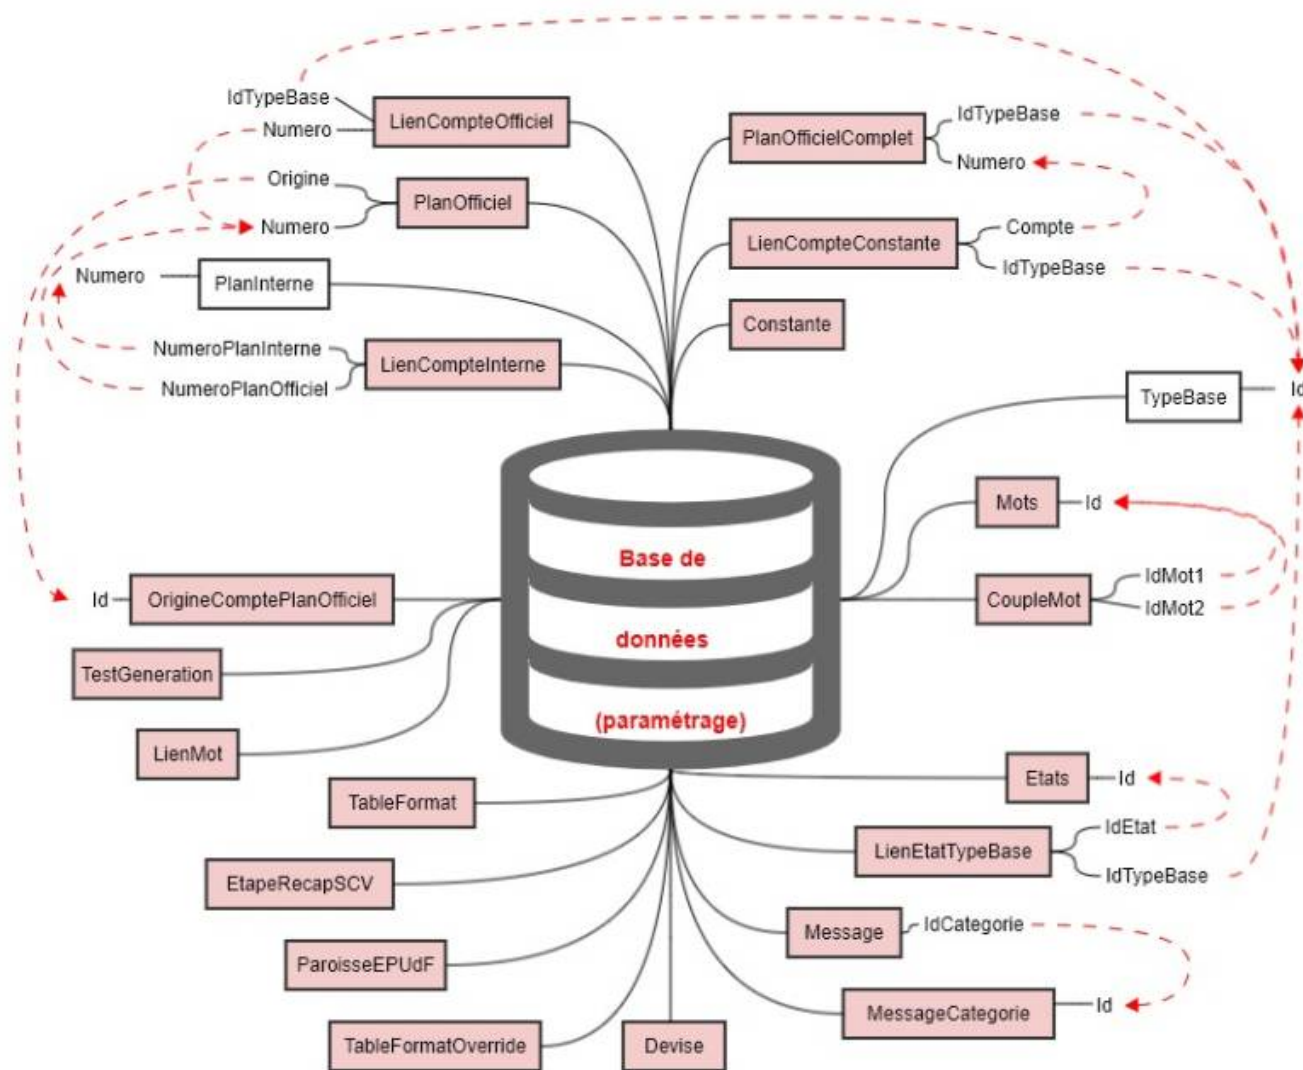 IdTypeBase
Numero
LienCompteOfficiel
Origine
Numero
PlanOfficiel
Numero
PlanInterne
NumeroPlanInterne
NumeroPlanOfficiel
LienCompteInterne
PlanOfficielComplet
IdTypeBase
Numero
LienCompteConstante
Compte
IdTypeBase
Constante
TypeBase
Id
Mots
Id
CoupleMot
IdMot1
IdMot2
Base de
données
(paramétrage)
Id
OrigineComptePlanOfficiel
TestGeneration
LienMot
TableFormat
EtapeRecapSCV
ParoisseEPUdF
TableFormatOverride
Devise
Etats
Id
LienEtatTypeBase
IdEtat
IdTypeBase
Message
IdCategorie
MessageCategorie
Id